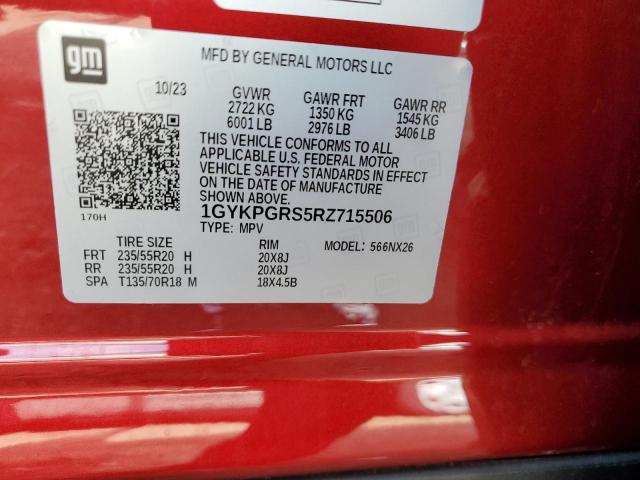 gm
MFD BY GENERAL MOTORS LLC
10/23
GVWR GAWR FRT GAWR RR
2722 KG 1350 KG 1545 KG
6001 LB 2976 LB 3406 LB
THIS VEHICLE CONFORMS TO ALL
APPLICABLE U.S. FEDERAL MOTOR
VEHICLE SAFETY STANDARDS IN EFFECT
ON THE DATE OF MANUFACTURE
SHOWN ABOVE.
170H
1GYKPGRS5RZ715506
TYPE: MPV MODEL: 566NX26
TIRE SIZE RIM
FRT 235/55R20 H 20X8J
RR 235/55R20 H 20X8J
SPA T135/70R18 M 18X4.5B